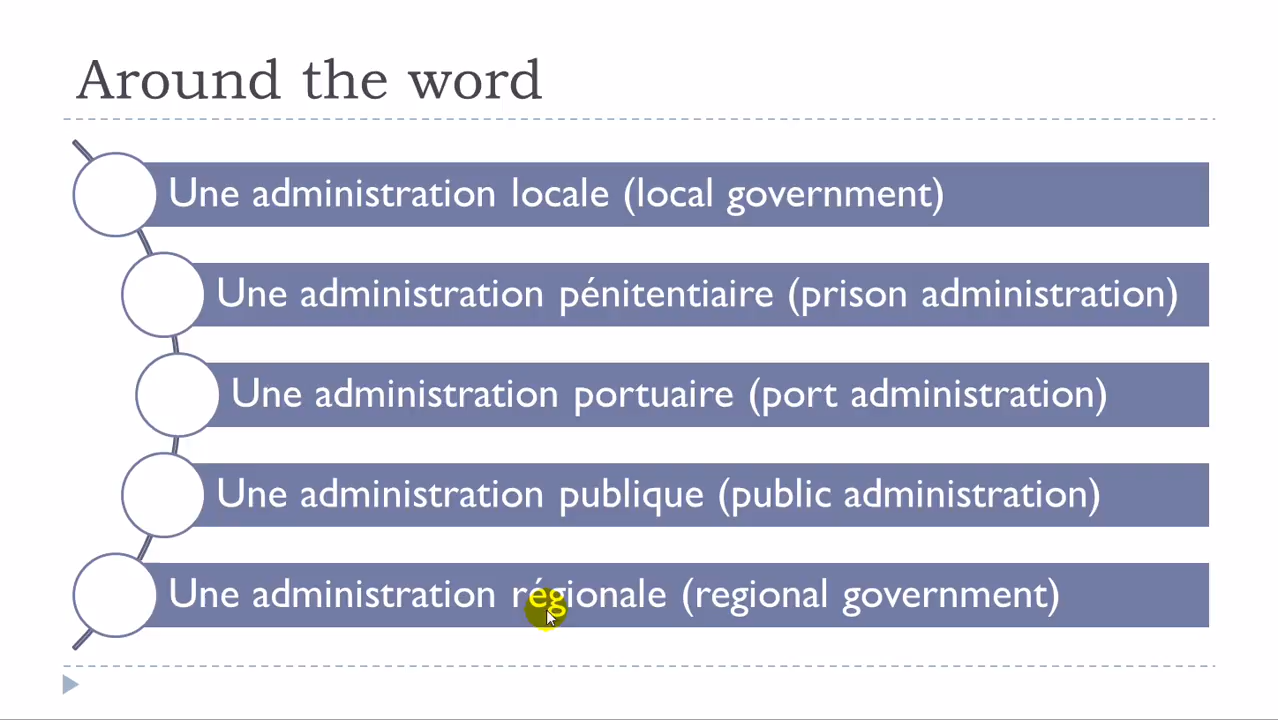 Around the word
Une administration locale (local government)
Une administration pénitentiaire (prison administration)
Une administration portuaire (port administration)
Une administration publique (public administration)
Une administration régionale (regional government)